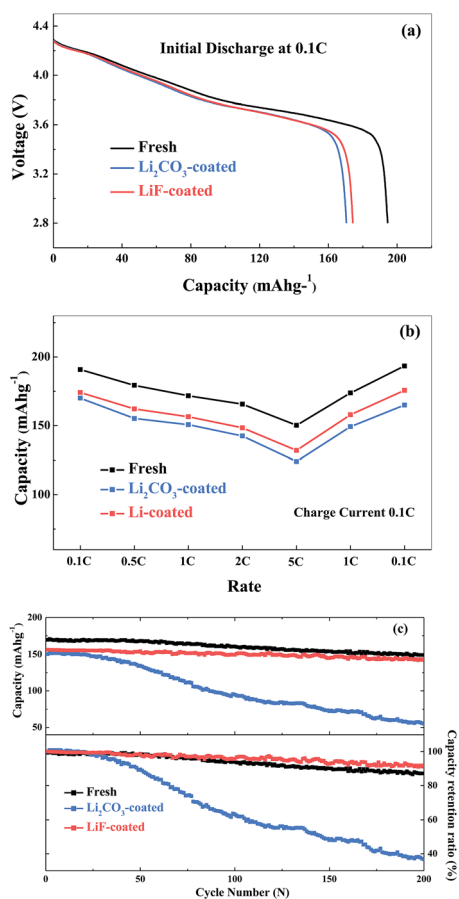 (a)
Initial Discharge at 0.1C
4.4
4.0
3.6
3.2
2.8
Voltage (V)
Fresh
Li₂CO₃-coated
LiF-coated
0 40 80 120 160 200
Capacity (mAhg-¹)
(b)
200
150
100
Capacity (mAhg⁻¹)
Fresh
Li₂CO₃-coated
Li-coated
Charge Current 0.1C
0.1C 0.5C 1C 2C 5C 1C 0.1C
Rate
(c)
200
150
100
50
Capacity (mAhg⁻¹)
Fresh
Li₂CO₃-coated
LiF-coated
100
80
60
40
Capacity retention ratio (%)
0 50 100 150 200
Cycle Number (N)